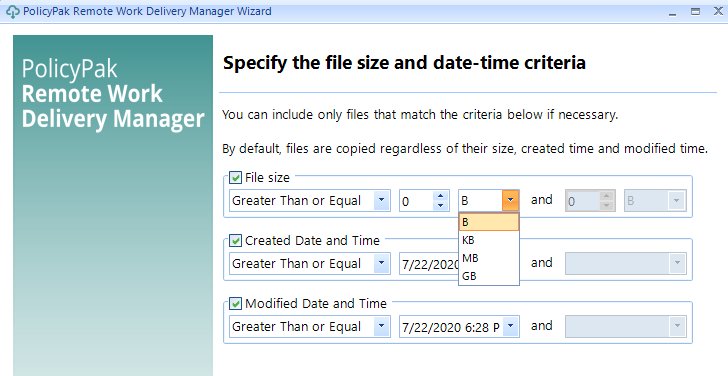 PolicyPak Remote Work Delivery Manager Wizard
PolicyPak
Remote Work
Delivery Manager
Specify the file size and date-time criteria
You can include only files that match the criteria below if necessary.
By default, files are copied regardless of their size, created time and modified time.
File size
Greater Than or Equal 0 B and 0 B
B
KB
MB
GB
Created Date and Time
Greater Than or Equal 7/22/2020 and
Modified Date and Time
Greater Than or Equal 7/22/2020 6:28 P and